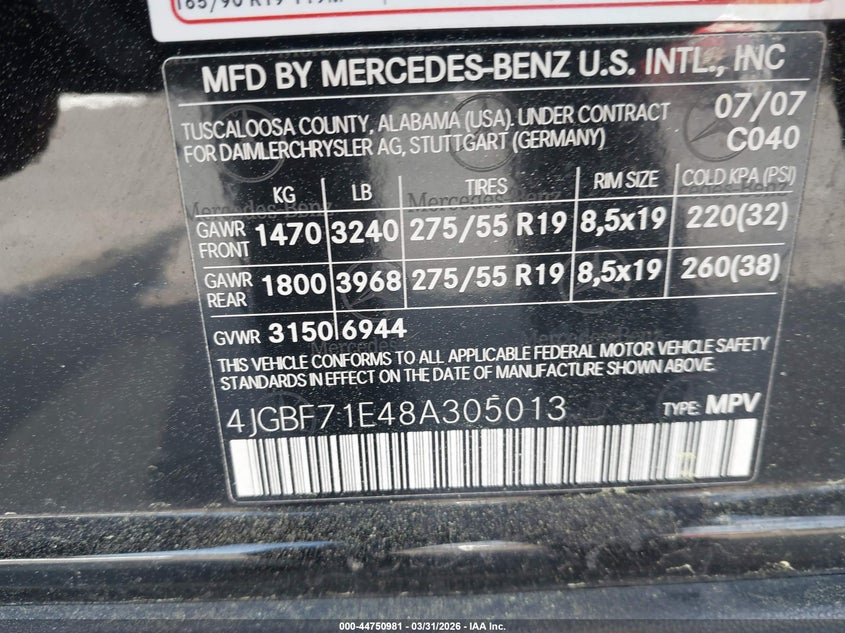 165/90 R19 119M
MFD BY MERCEDES-BENZ U.S. INTL., INC
TUSCALOOSA COUNTY, ALABAMA (USA). UNDER CONTRACT 07/07
FOR DAIMLERCHRYSLER AG, STUTTGART (GERMANY) C040
KG LB TIRES RIM SIZE COLD KPA (PSI)
GAWR FRONT 1470 3240 275/55 R19 8,5x19 220(32)
GAWR REAR 1800 3968 275/55 R19 8,5x19 260(38)
GVWR 3150 6944
THIS VEHICLE CONFORMS TO ALL APPLICABLE FEDERAL MOTOR VEHICLE SAFETY
STANDARDS IN EFFECT ON THE DATE OF MANUFACTURE SHOWN ABOVE.
4JGBF71E48A305013 TYPE: MPV
000-44750981 - 03/31/2026 - IAA Inc.